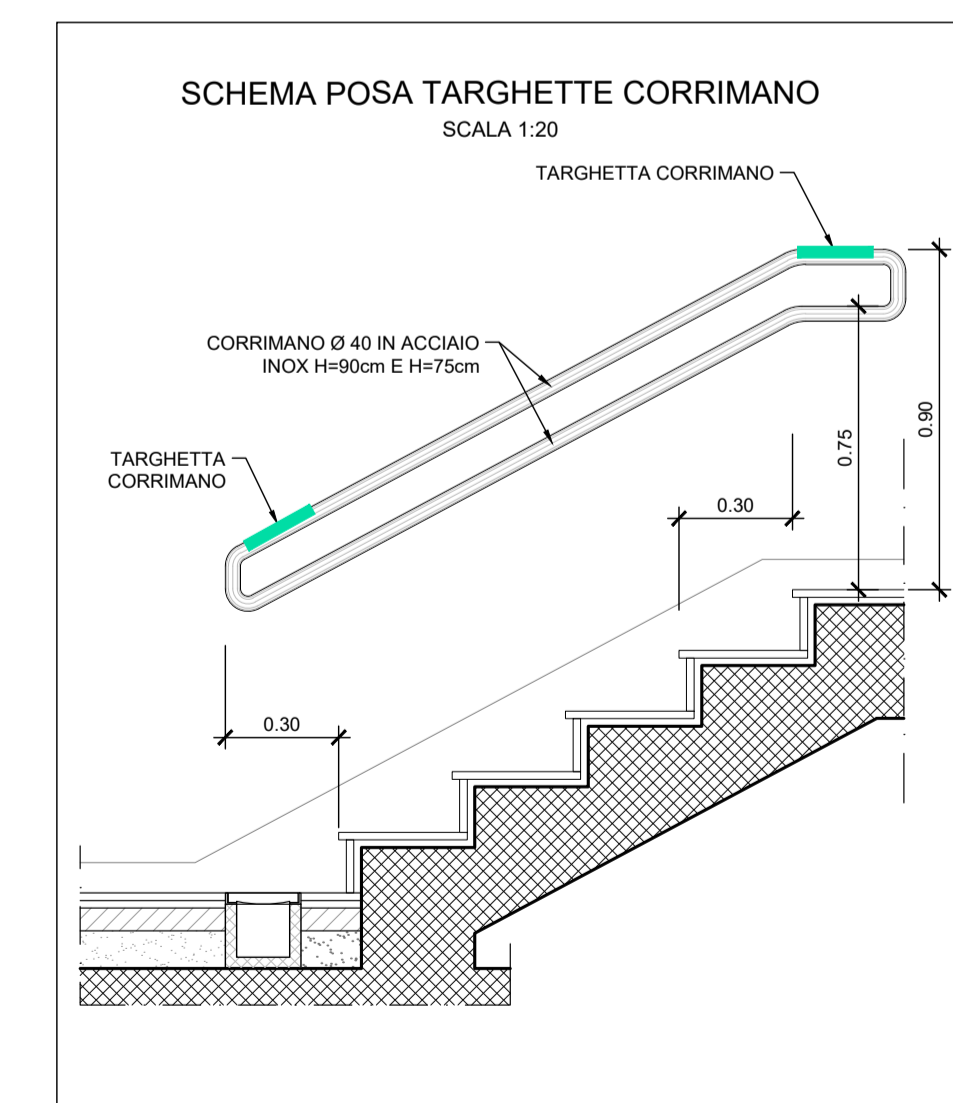 SCHEMA POSA TARGHETTE CORRIMANO
SCALA 1:20
TARGHETTA CORRIMANO
CORRIMANO Ø 40 IN ACCIAIO
INOX H=90cm E H=75cm
TARGHETTA
CORRIMANO
0.90
0.75
0.30
0.30